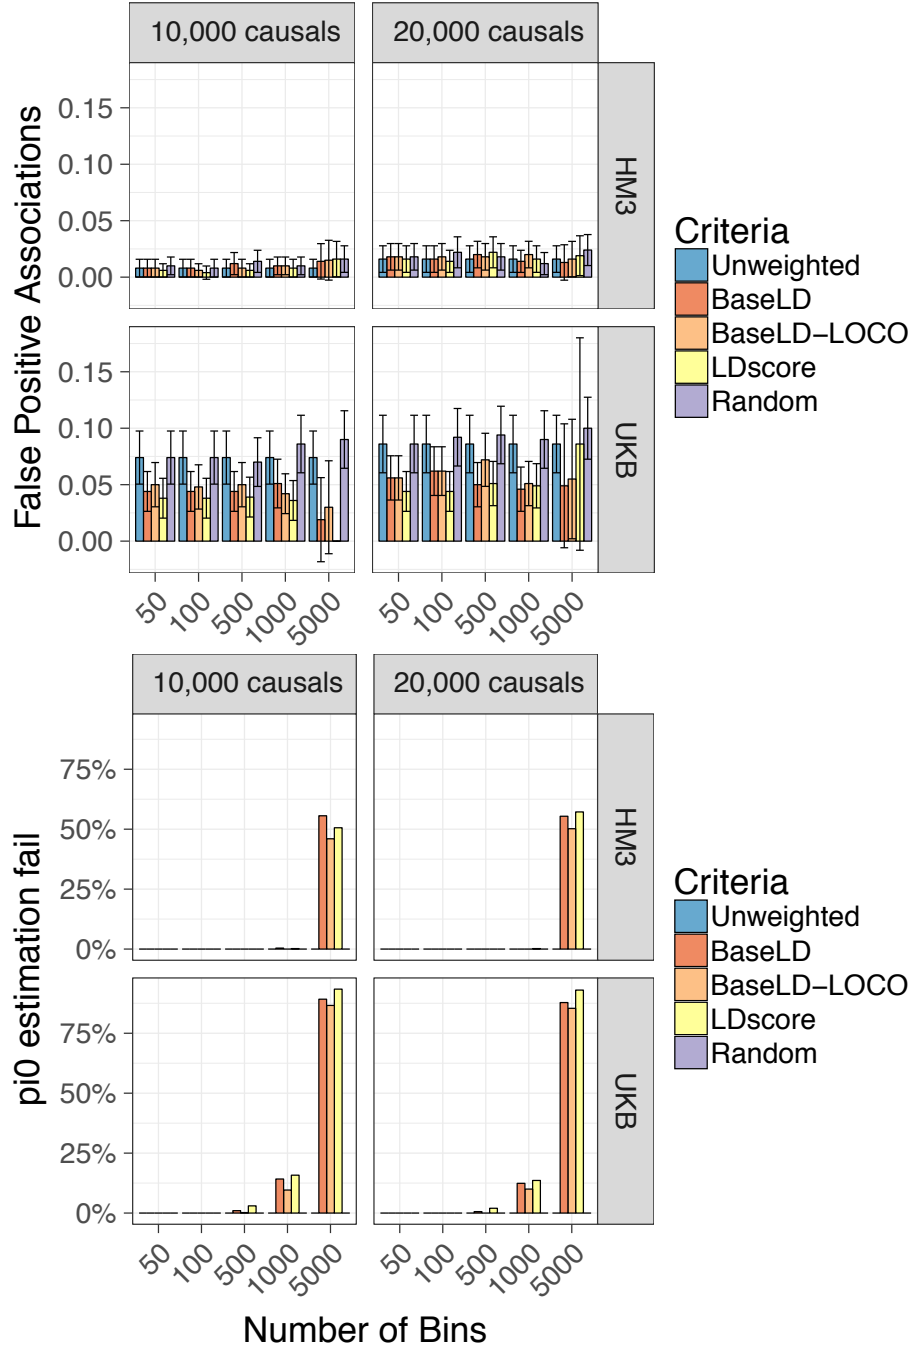 10,000 causals
20,000 causals
False Positive Associations
0.15
0.10
0.05
0.00
HM3
0.15
0.10
0.05
0.00
UKB
50
100
500
1000
5000
50
100
500
1000
5000
Criteria
Unweighted
BaseLD
BaseLD−LOCO
LDscore
Random
10,000 causals
20,000 causals
pi0 estimation fail
75%
50%
25%
0%
HM3
75%
50%
25%
0%
UKB
50
100
500
1000
5000
50
100
500
1000
5000
Number of Bins
Criteria
Unweighted
BaseLD
BaseLD−LOCO
LDscore
Random